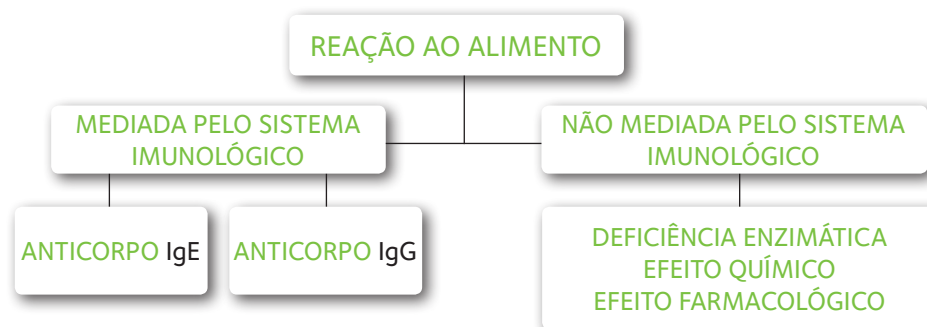 REAÇÃO AO ALIMENTO
MEDIADA PELO SISTEMA
IMUNOLÓGICO
NÃO MEDIADA PELO SISTEMA
IMUNOLÓGICO
ANTICORPO IgE
ANTICORPO IgG
DEFICIÊNCIA ENZIMÁTICA
EFEITO QUÍMICO
EFEITO FARMACOLÓGICO